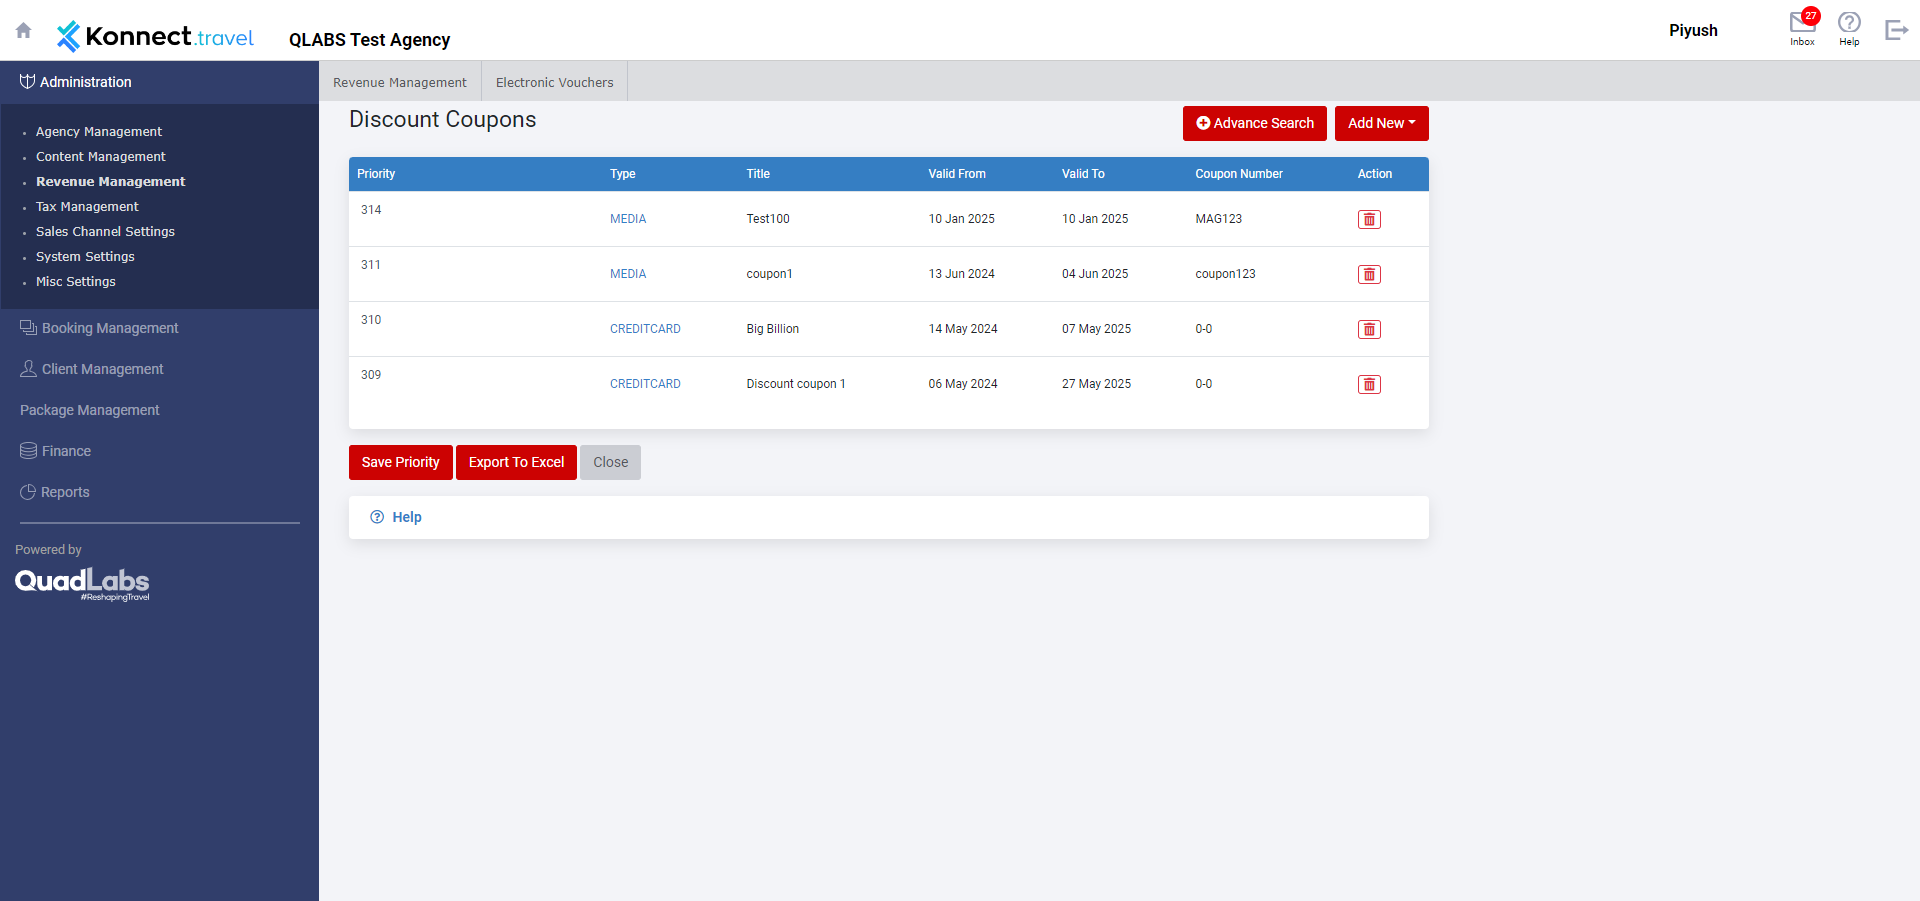 Konnect.travel
QLABS Test Agency
Piyush
27
Inbox
Help
Administration
Agency Management
Content Management
Revenue Management
Tax Management
Sales Channel Settings
System Settings
Misc Settings
Booking Management
Client Management
Package Management
Finance
Reports
Powered by
QuadLabs
#ReshapingTravel
Revenue Management
Electronic Vouchers
Discount Coupons
Advance Search
Add New
Priority Type Title Valid From Valid To Coupon Number Action
314 MEDIA Test100 10 Jan 2025 10 Jan 2025 MAG123
311 MEDIA coupon1 13 Jun 2024 04 Jun 2025 coupon123
310 CREDITCARD Big Billion 14 May 2024 07 May 2025 0-0
309 CREDITCARD Discount coupon 1 06 May 2024 27 May 2025 0-0
Save Priority
Export To Excel
Close
Help